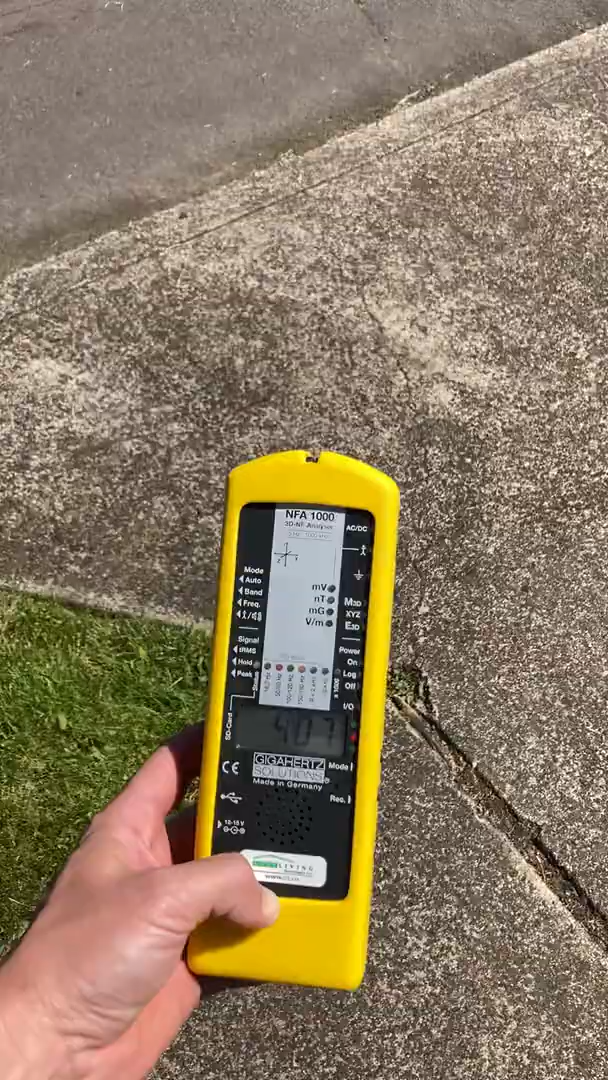 NFA 1000
3D-NF Analyser
AC/DC
mV
nT
mG
V/m
Mode
Auto
Band
Freq.
Signal
tRMS
Hold
Peak
M3D
XYZ
E3D
Power
On
Log
Off
I/O
Status
SD-Card
407
CE
GIGAHERTZ
SOLUTIONS®
Made in Germany
Mode
Rec.
12-15 V
LIVING